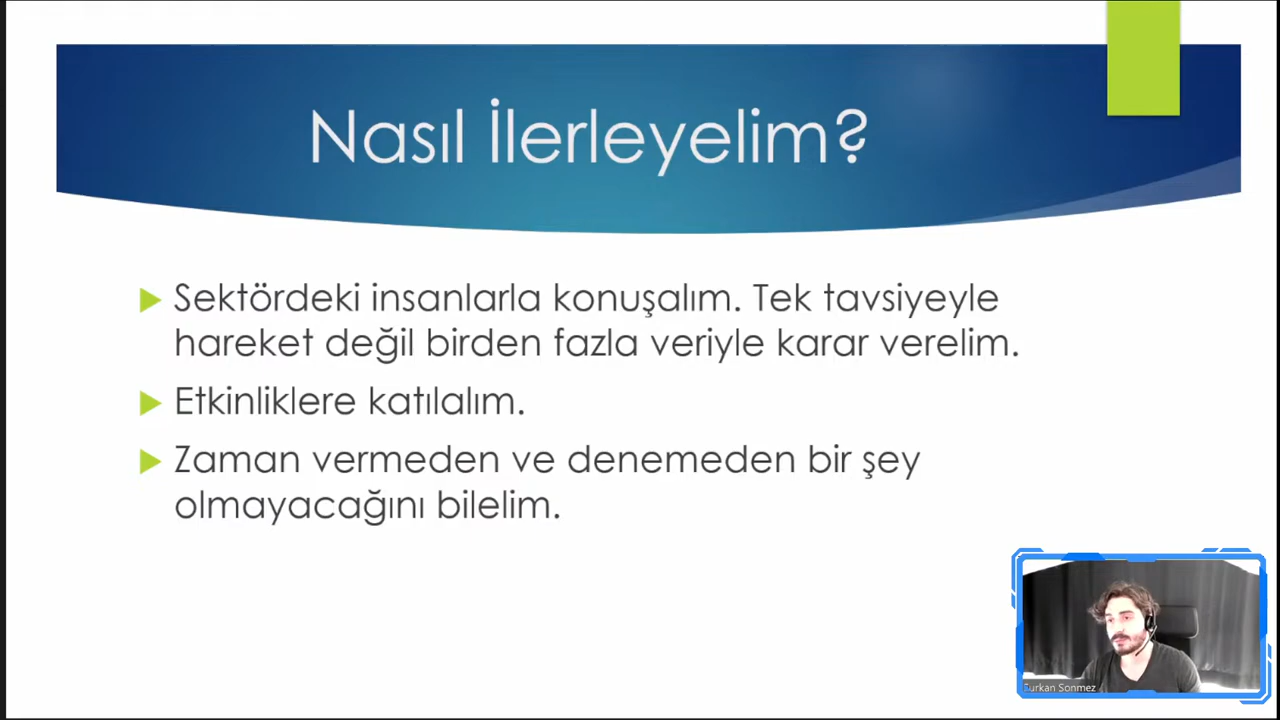 Nasıl İlerleyelim?
Sektördeki insanlarla konuşalım. Tek tavsiyeyle
hareket değil birden fazla veriyle karar verelim.
Etkinliklere katılalım.
Zaman vermeden ve denemeden bir şey
olmayacağını bilelim.
Furkan Sonmez